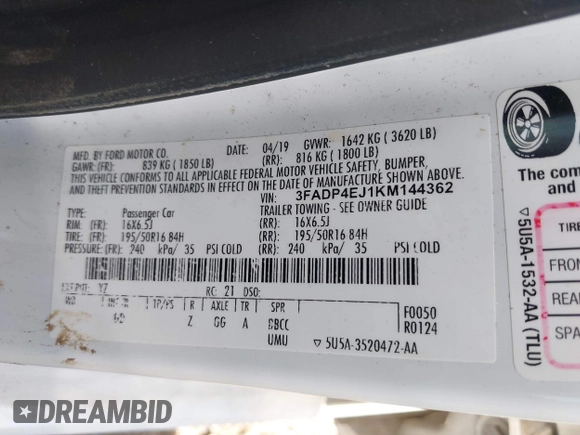 MFD. BY FORD MOTOR CO.
DATE: 04/19 GVWR: 1642 KG ( 3620 LB)
GAWR: (FR): 839 KG ( 1850 LB) (RR): 816 KG ( 1800 LB)
THIS VEHICLE CONFORMS TO ALL APPLICABLE FEDERAL MOTOR VEHICLE SAFETY, BUMPER,
AND THEFT PREVENTION STANDARDS IN EFFECT ON THE DATE OF MANUFACTURE SHOWN ABOVE.
VIN: 3FADP4EJ1KM144362
TYPE: Passenger Car TRAILER TOWING - SEE OWNER GUIDE
RIM: (FR): 16X6.5J (RR): 16X6.5J
TIRE: (FR): 195/50R16 84H (RR): 195/50R16 84H
PRESSURE: (FR): 240 kPa/ 35 PSI COLD (RR): 240 kPa/ 35 PSI COLD
Y7 RC: 21 DSO:
TP/PS R AXLE TR SPR
Z GG A BBCC
UMU
F0050
R0124
5U5A-3520472-AA
5U5A-1532-AA (TLU)
The com
TIRE
FRON
REA
SPA
DREAMBID